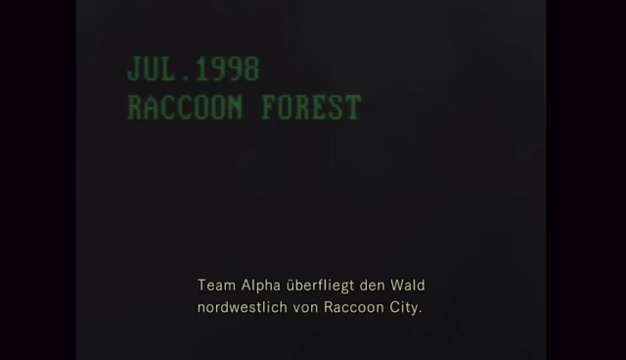 JUL.1998
RACCOON FOREST
Team Alpha überfliegt den Wald
nordwestlich von Raccoon City.